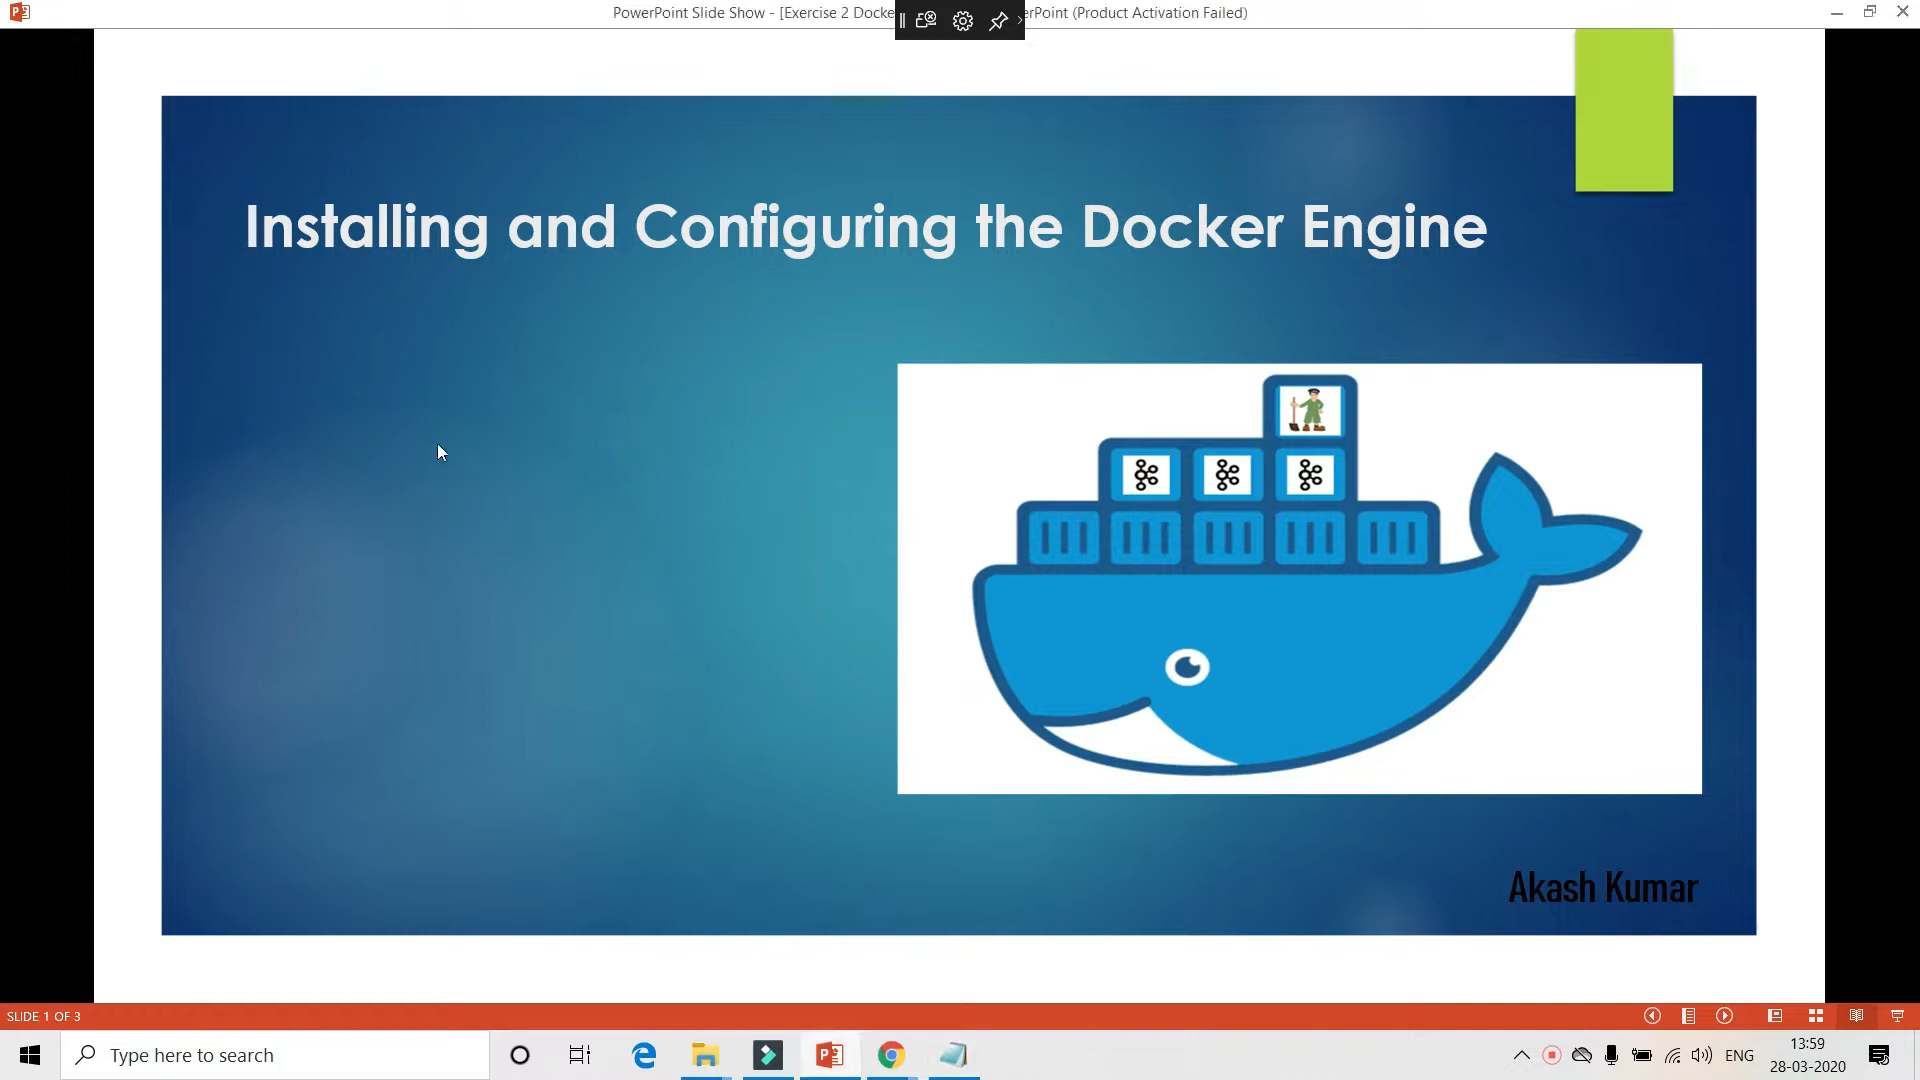 PowerPoint Slide Show - [Exercise 2 Docke
rPoint (Product Activation Failed)
Installing and Configuring the Docker Engine
Akash Kumar
SLIDE 1 OF 3
Type here to search
ENG
13:59
28-03-2020